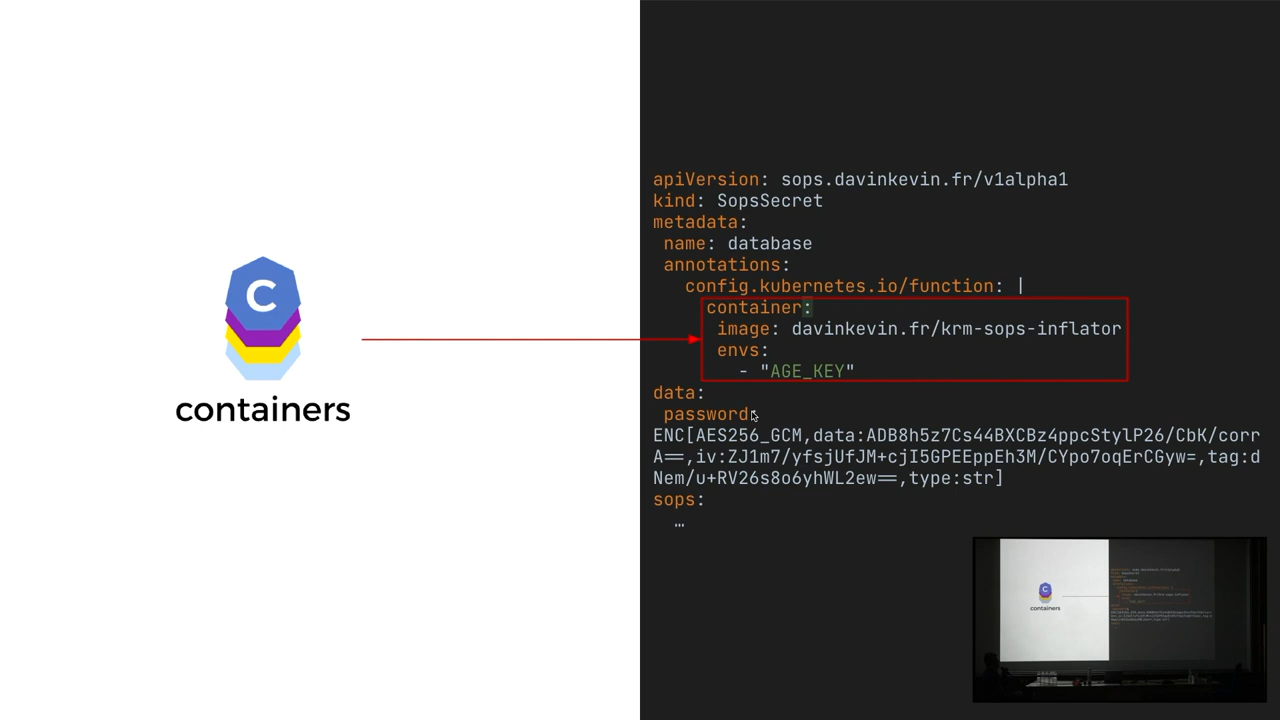 C
containers
apiVersion: sops.davinkevin.fr/v1alpha1
kind: SopsSecret
metadata:
name: database
annotations:
config.kubernetes.io/function: |
container:
image: davinkevin.fr/krm-sops-inflator
envs:
- "AGE_KEY"
data:
password:
ENC[AES256_GCM,data:ADB8h5z7Cs44BXCBz4ppcStylP26/CbK/corr
A==,iv:ZJ1m7/yfsjUfJM+cjI5GPEEppEh3M/CYpo7oqErCGyw=,tag:d
Nem/u+RV26s8o6yhWL2ew==,type:str]
sops:
…
C
containers